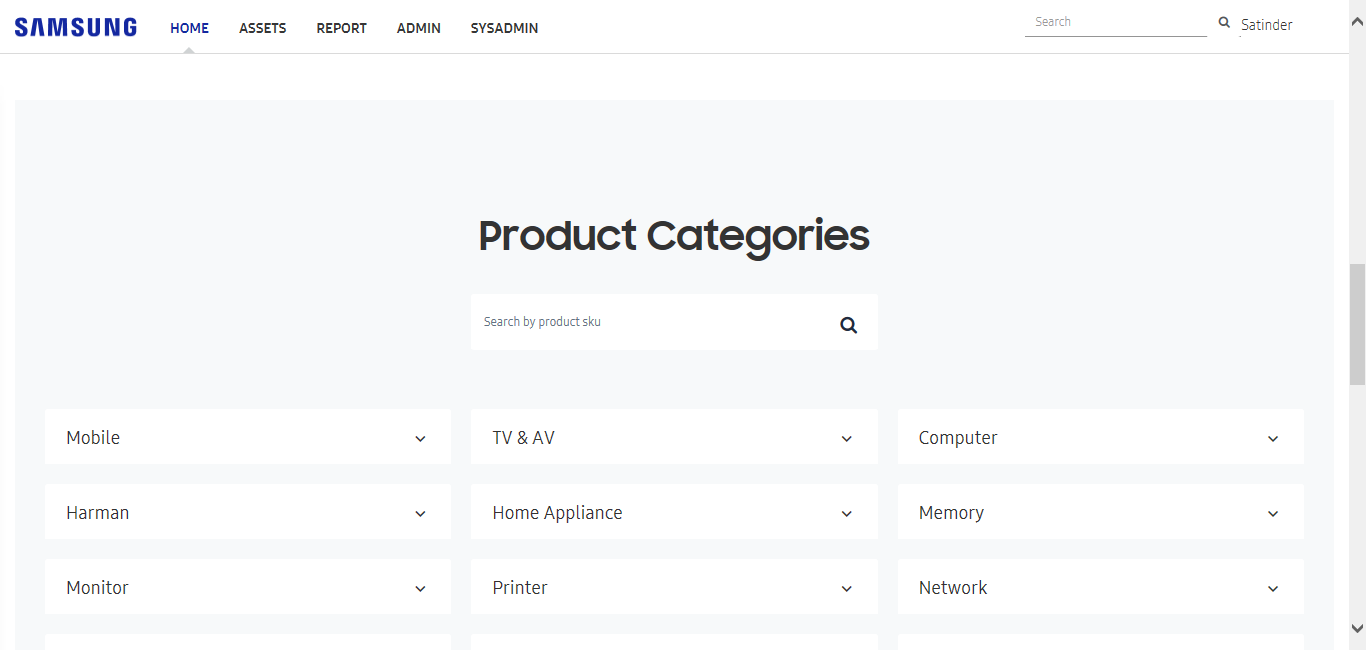 SAMSUNG HOME ASSETS REPORT ADMIN SYSADMIN Search Satinder
Product Categories
Search by product sku
Mobile TV & AV Computer
Harman Home Appliance Memory
Monitor Printer Network